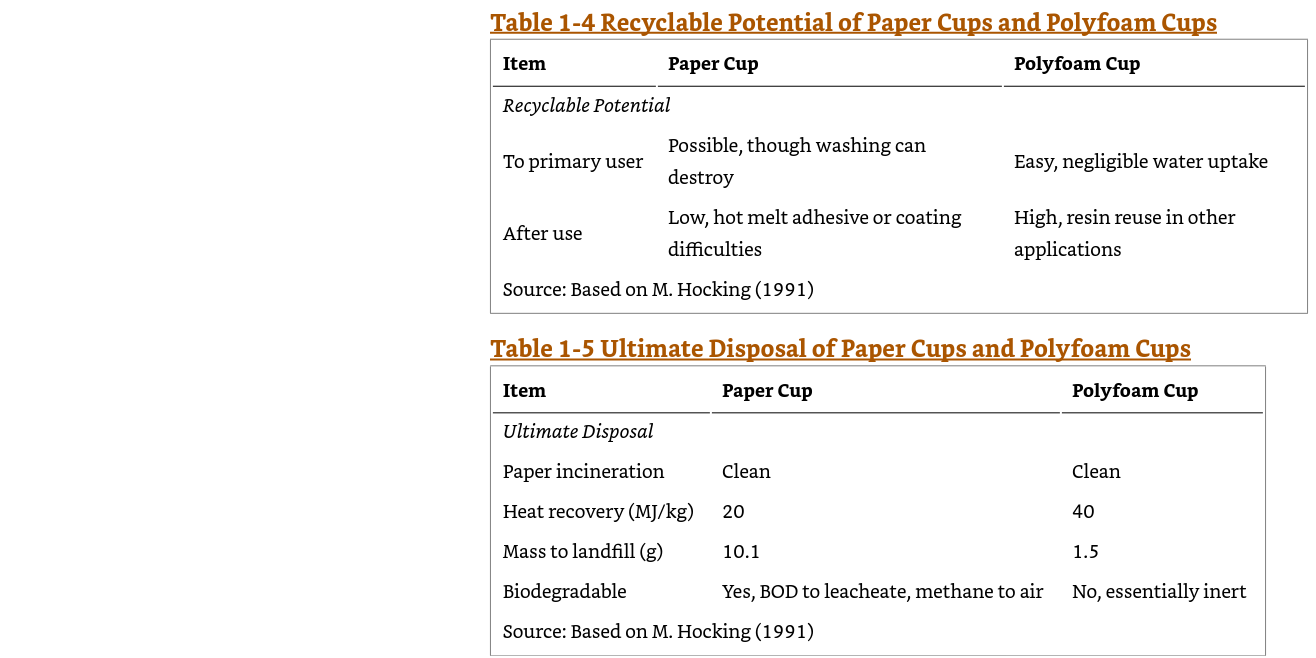 Table 1-4 Recyclable Potential of Paper Cups and Polyfoam Cups
Item Paper Cup Polyfoam Cup
Recyclable Potential
To primary user Possible, though washing can destroy Easy, negligible water uptake
After use Low, hot melt adhesive or coating difficulties High, resin reuse in other applications
Source: Based on M. Hocking (1991)
Table 1-5 Ultimate Disposal of Paper Cups and Polyfoam Cups
Item Paper Cup Polyfoam Cup
Ultimate Disposal
Paper incineration Clean Clean
Heat recovery (MJ/kg) 20 40
Mass to landfill (g) 10.1 1.5
Biodegradable Yes, BOD to leacheate, methane to air No, essentially inert
Source: Based on M. Hocking (1991)